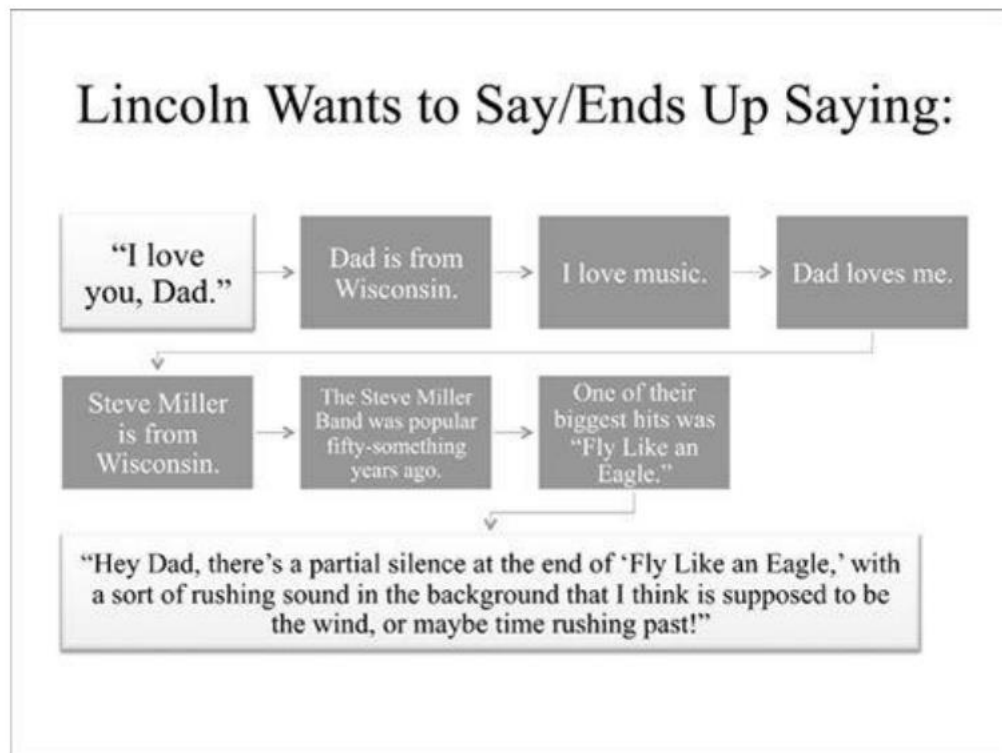 Lincoln Wants to Say/Ends Up Saying:
“I love
you, Dad.”
Dad is from
Wisconsin.
I love music.
Dad loves me.
Steve Miller
is from
Wisconsin.
The Steve Miller
Band was popular
fifty-something
years ago.
One of their
biggest hits was
“Fly Like an
Eagle.”
“Hey Dad, there’s a partial silence at the end of ‘Fly Like an Eagle,’ with
a sort of rushing sound in the background that I think is supposed to be
the wind, or maybe time rushing past!”